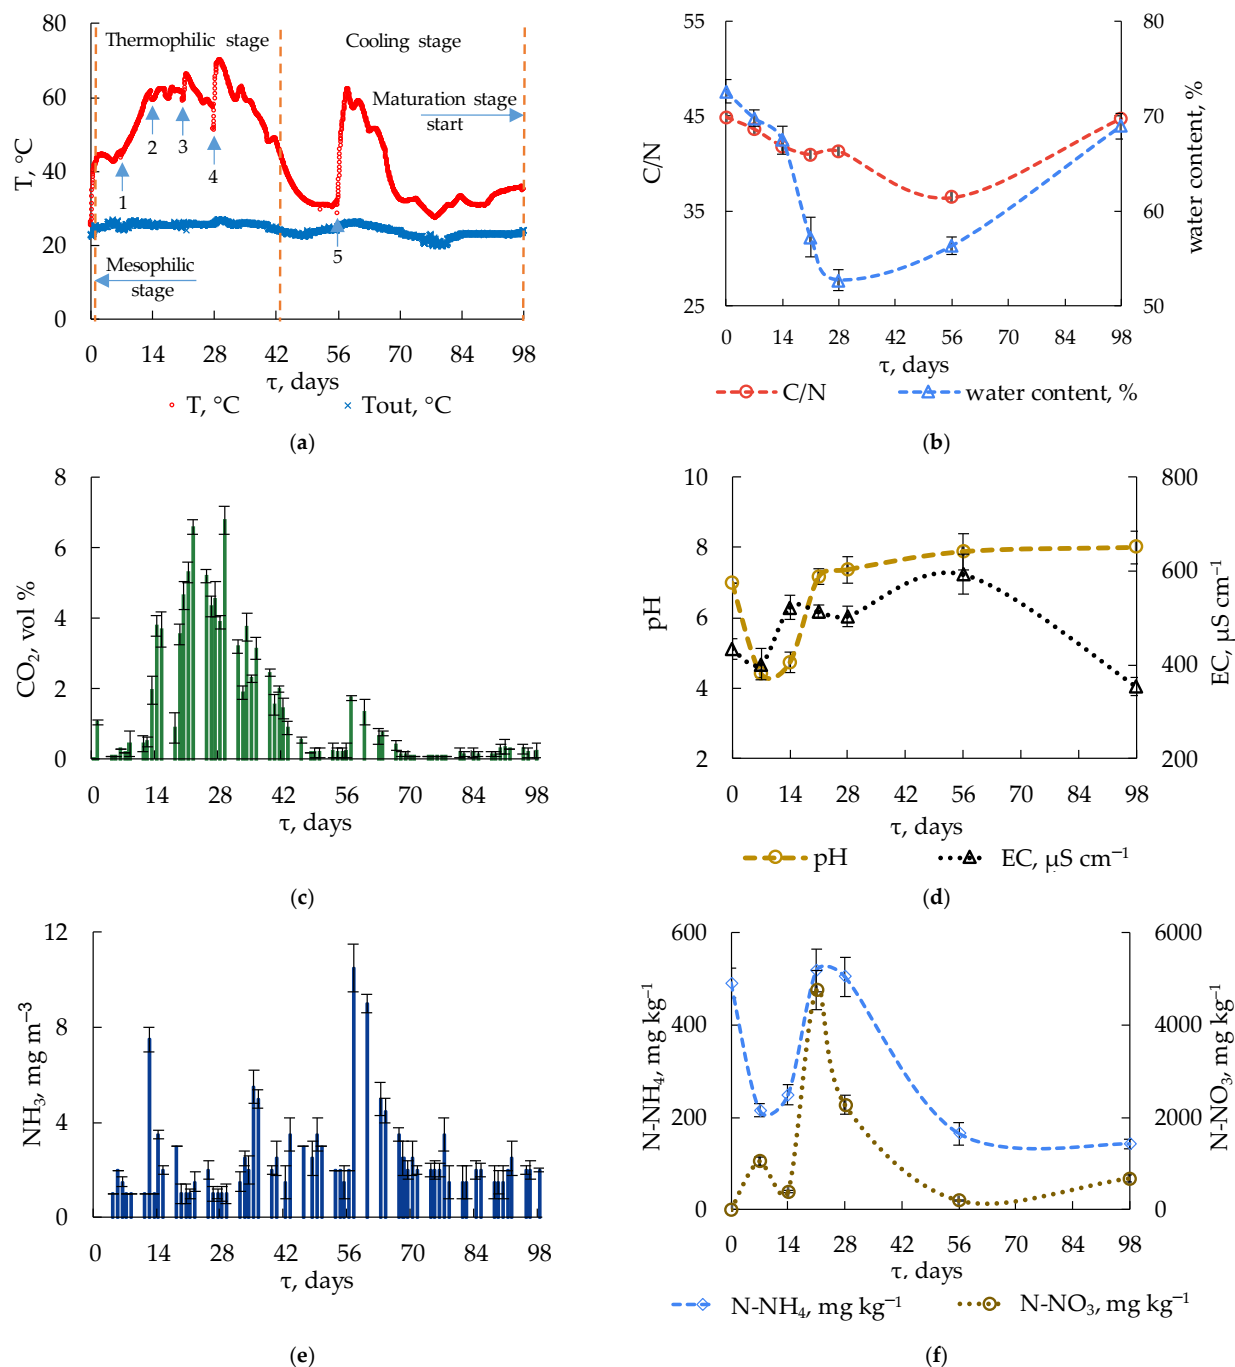 80
60
40
20
0
T, °C
Thermophilic stage
Cooling stage
Maturation stage
start
Mesophilic
stage
1
2
3
4
5
0 14 28 42 56 70 84 98
τ, days
T, °C Tout, °C
(a)
55
45
35
25
C/N
80
70
60
50
water content, %
0 14 28 42 56 70 84 98
τ, days
C/N water content, %
(b)
8
6
4
2
0
CO₂, vol %
0 14 28 42 56 70 84 98
τ, days
(c)
10
8
6
4
2
pH
800
600
400
200
EC, µS cm⁻¹
0 14 28 42 56 70 84 98
τ, days
pH EC, µS cm⁻¹
(d)
12
8
4
0
NH₃, mg m⁻³
0 14 28 42 56 70 84 98
τ, days
(e)
600
400
200
0
N-NH₄, mg kg⁻¹
6000
4000
2000
0
N-NO₃, mg kg⁻¹
0 14 28 42 56 70 84 98
τ, days
N-NH₄, mg kg⁻¹ N-NO₃, mg kg⁻¹
(f)